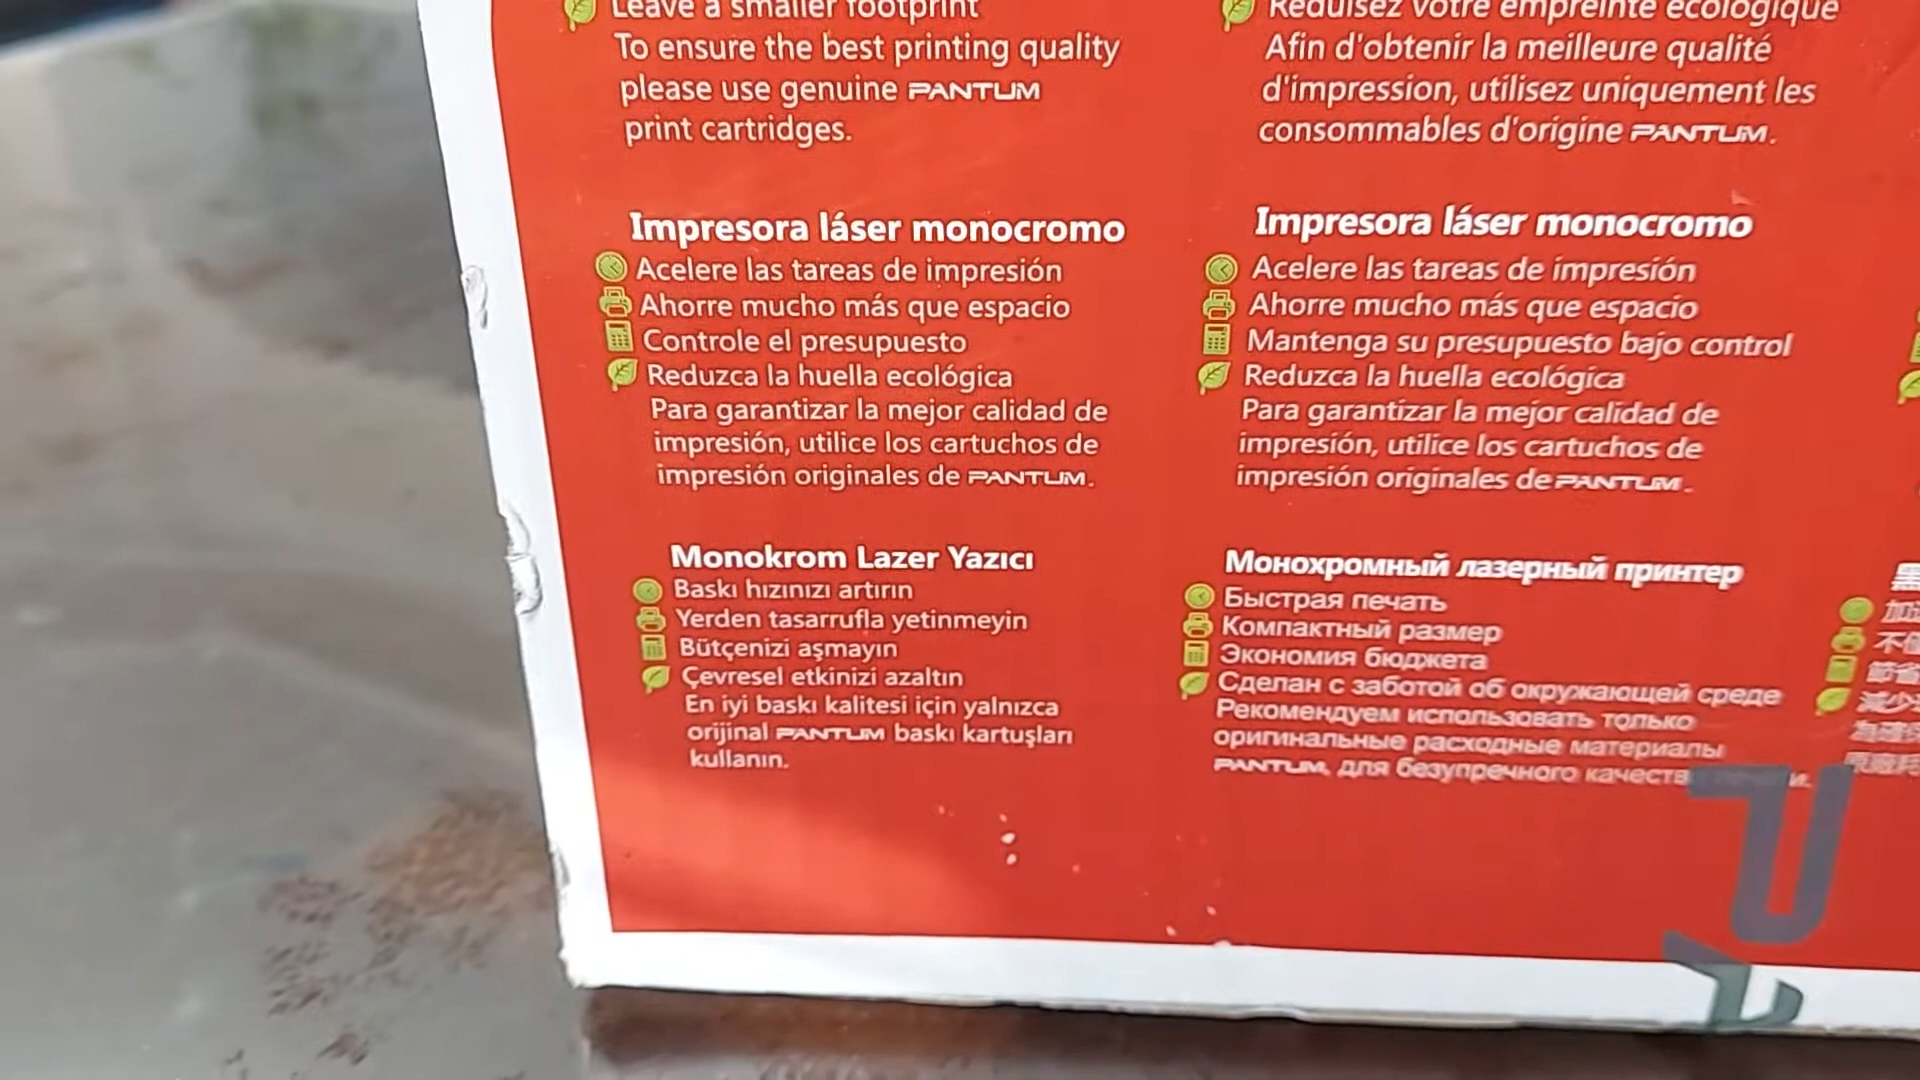 Leave a smaller footprint
To ensure the best printing quality
please use genuine PANTUM
print cartridges.
Réduisez votre empreinte écologique
Afin d'obtenir la meilleure qualité
d'impression, utilisez uniquement les
consommables d'origine PANTUM.
Impresora láser monocromo
Acelere las tareas de impresión
Ahorre mucho más que espacio
Controle el presupuesto
Reduzca la huella ecológica
Para garantizar la mejor calidad de
impresión, utilice los cartuchos de
impresión originales de PANTUM.
Impresora láser monocromo
Acelere las tareas de impresión
Ahorre mucho más que espacio
Mantenga su presupuesto bajo control
Reduzca la huella ecológica
Para garantizar la mejor calidad de
impresión, utilice los cartuchos de
impresión originales de PANTUM.
Monokrom Lazer Yazıcı
Baskı hızınızı artırın
Yerden tasarrufla yetinmeyin
Bütçenizi aşmayın
Çevresel etkinizi azaltın
En iyi baskı kalitesi için yalnızca
orijinal PANTUM baskı kartuşları
kullanın.
Монохромный лазерный принтер
Быстрая печать
Компактный размер
Экономия бюджета
Сделан с заботой об окружающей среде
Рекомендуем использовать только
оригинальные расходные материалы
PANTUM, для безупречного
黑
加
不
節省
減少